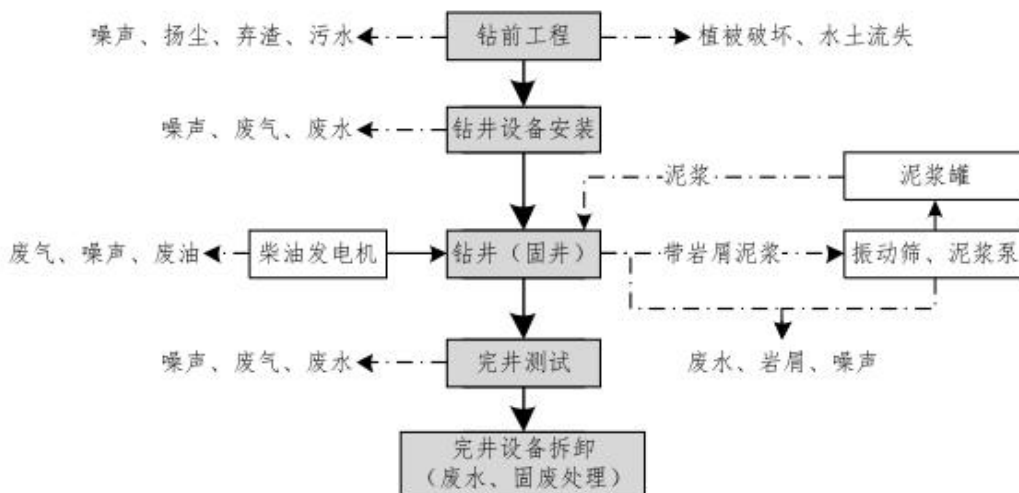 噪声、扬尘、弃渣、污水
钻前工程
植被破坏、水土流失
噪声、废气、废水
钻井设备安装
泥浆
泥浆罐
废气、噪声、废油
柴油发电机
钻井（固井）
带岩屑泥浆
振动筛、泥浆泵
噪声、废气、废水
完井测试
废水、岩屑、噪声
完井设备拆卸
（废水、固废处理）